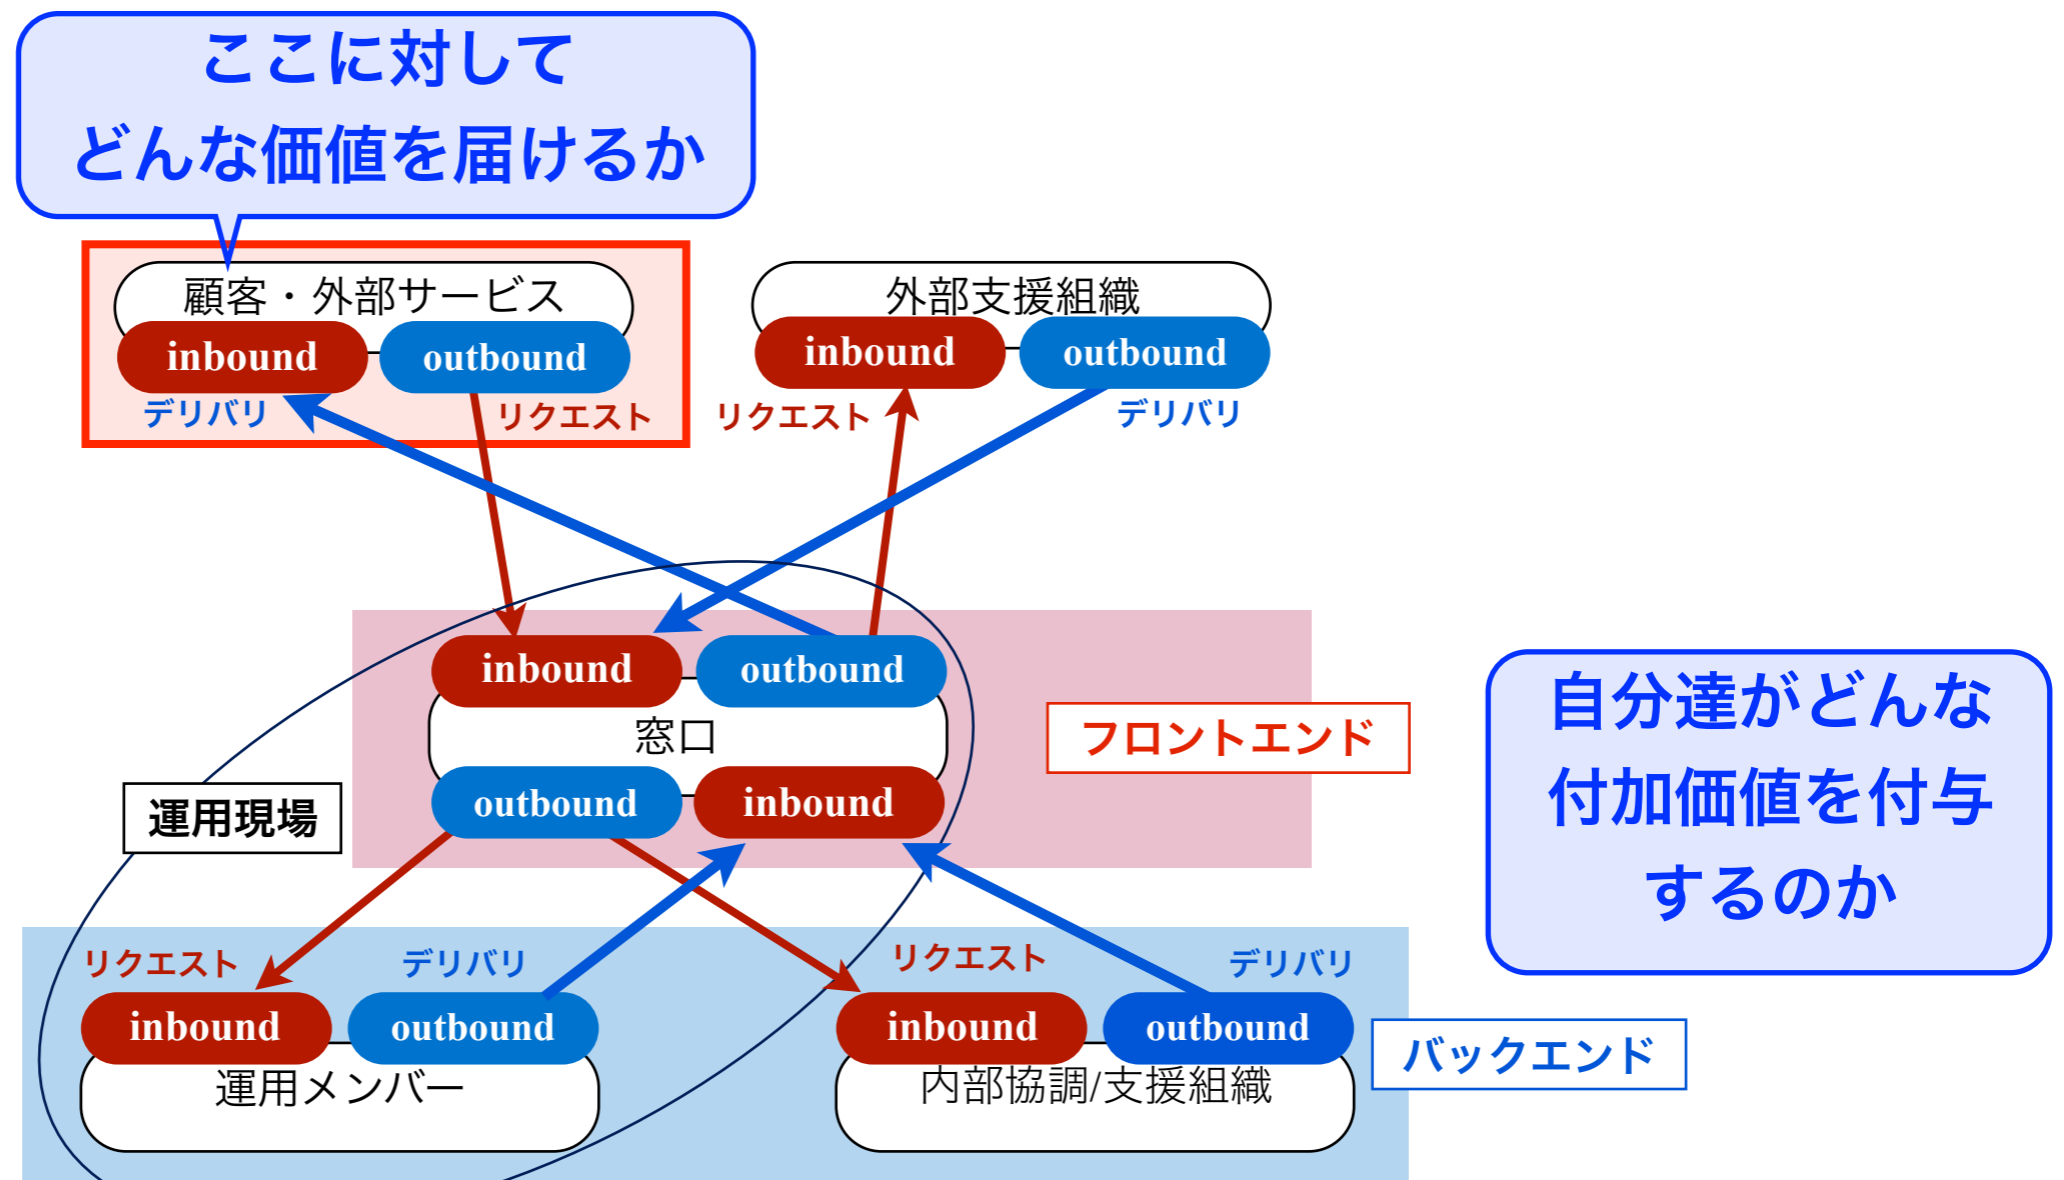 ここに対して
どんな価値を届けるか
顧客・外部サービス
inbound
outbound
デリバリ
リクエスト
外部支援組織
inbound
outbound
リクエスト
デリバリ
inbound
outbound
窓口
outbound
inbound
フロントエンド
運用現場
自分達がどんな
付加価値を付与
するのか
リクエスト
デリバリ
inbound
outbound
運用メンバー
リクエスト
デリバリ
inbound
outbound
内部協調/支援組織
バックエンド